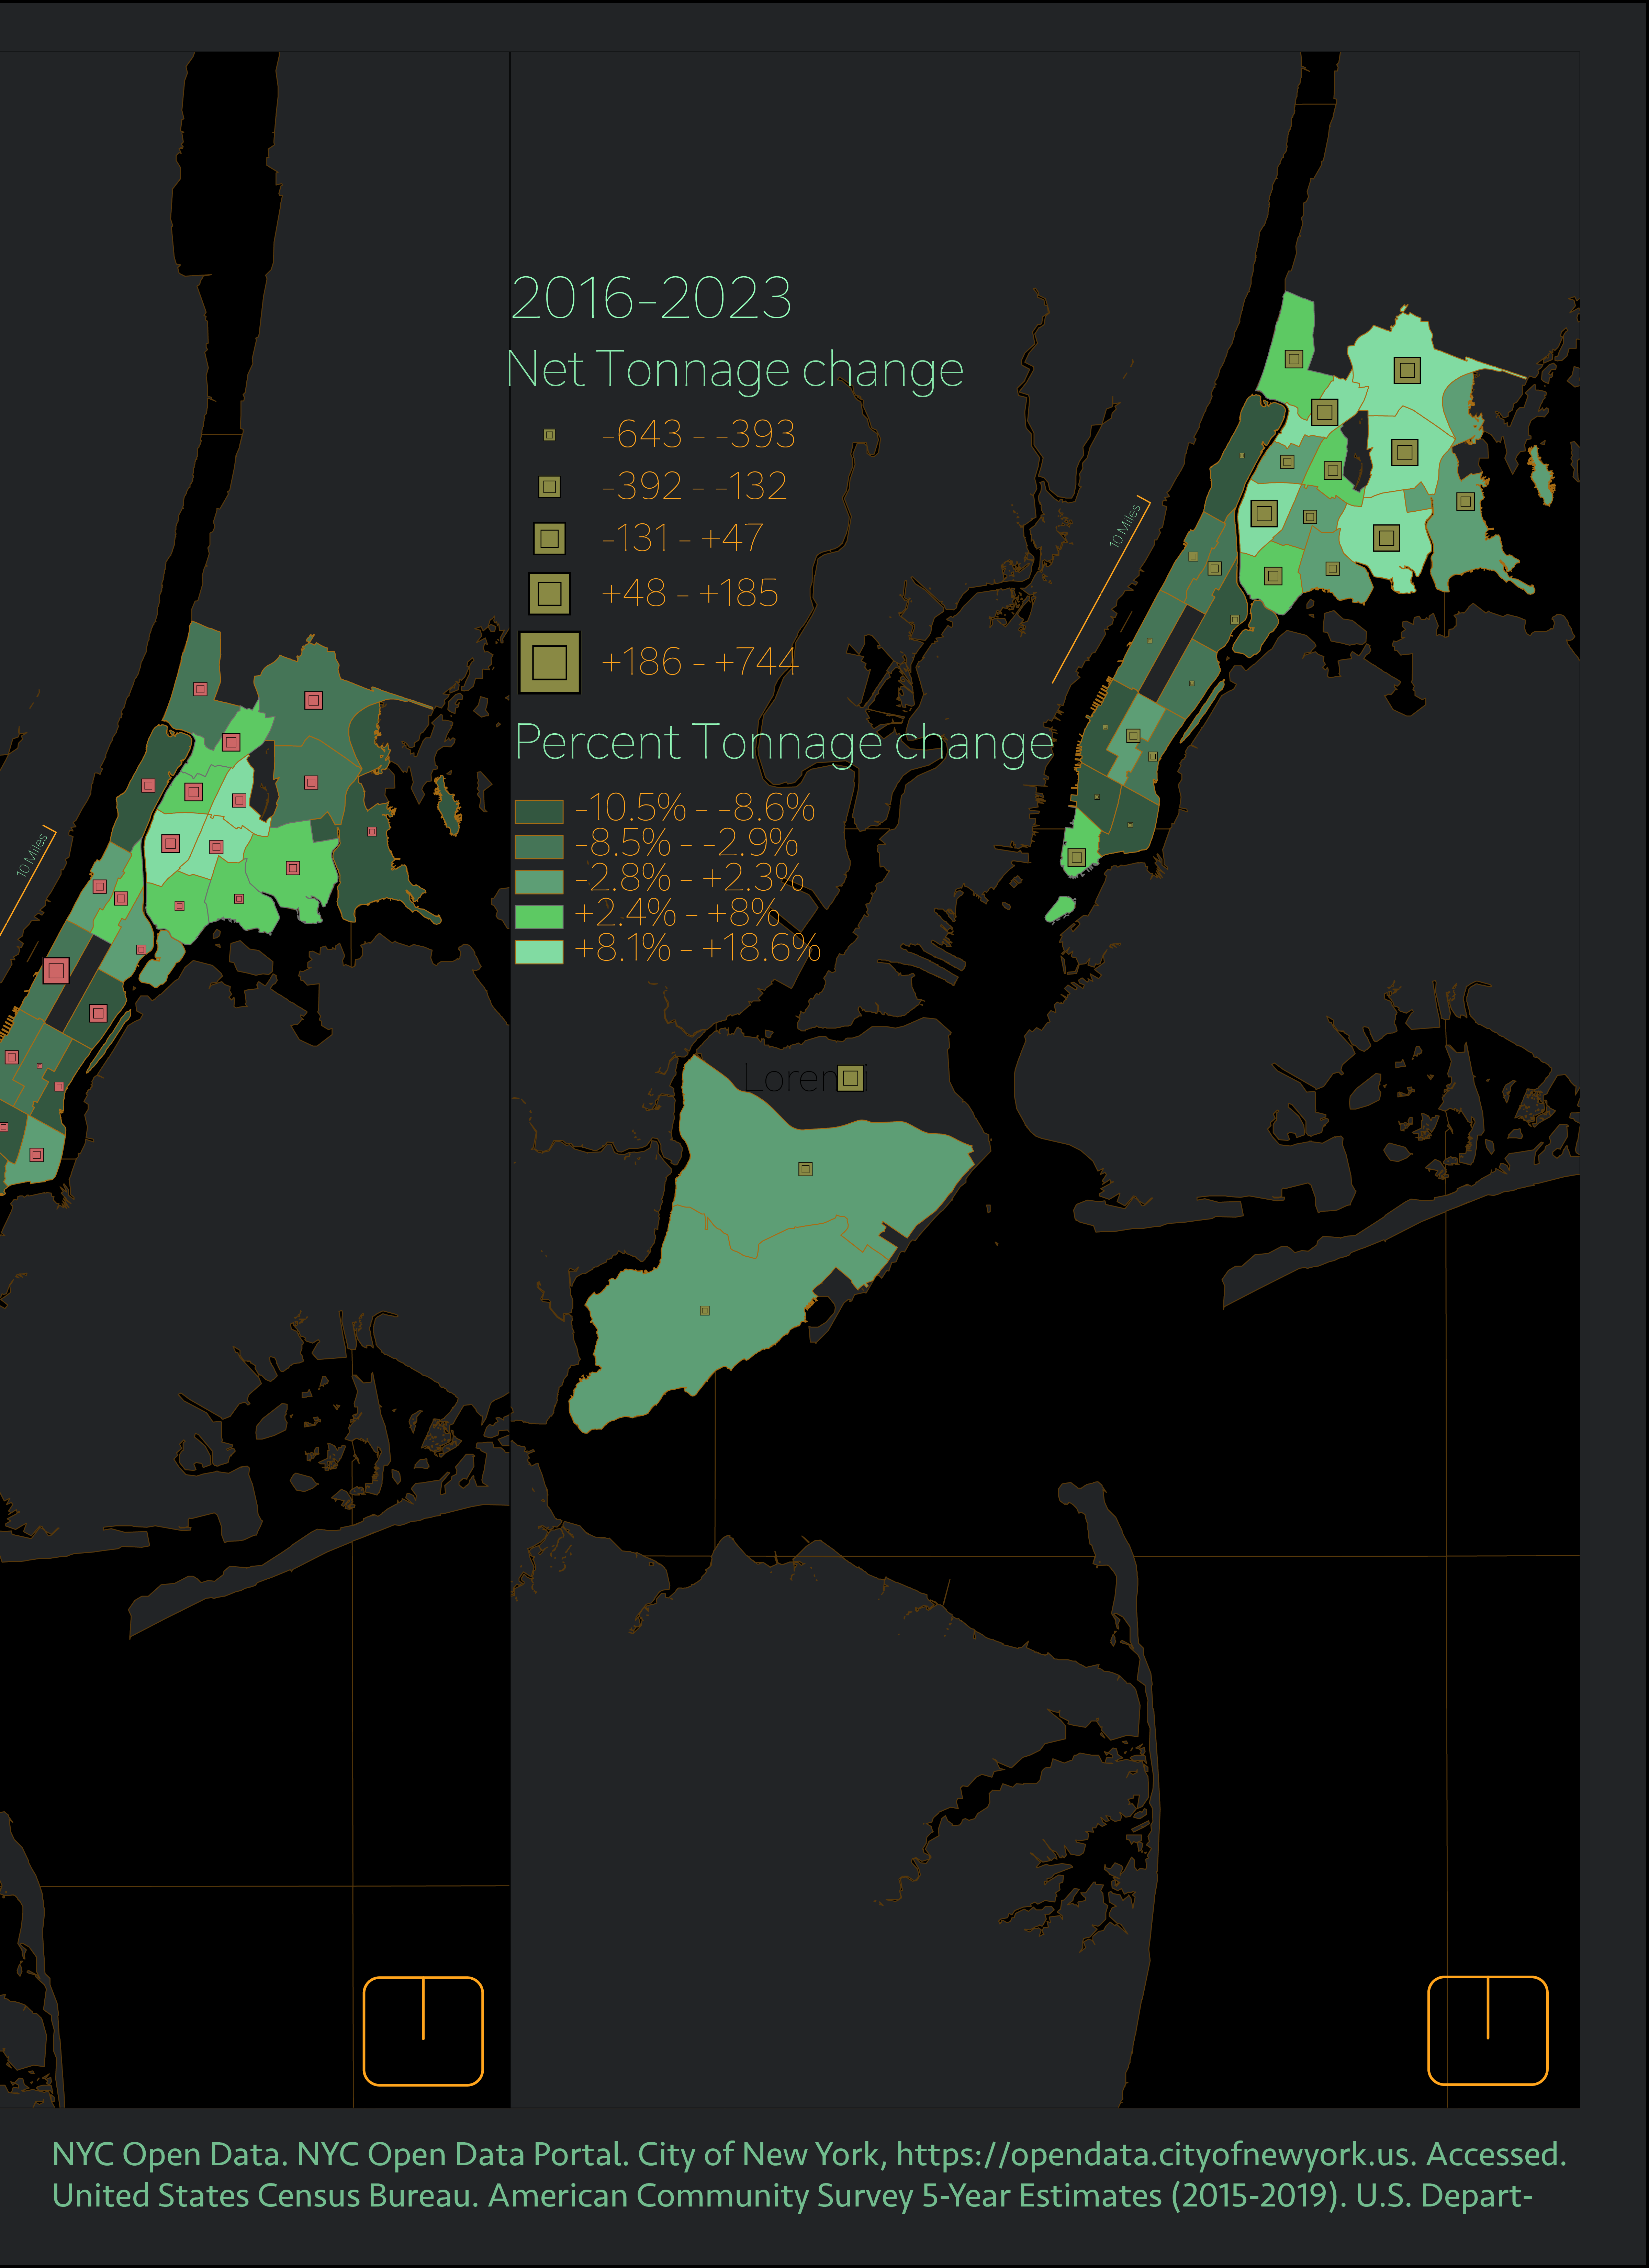 2016-2023
Net Tonnage change
-643 - -393
-392 - -132
-131 - +47
+48 - +185
+186 - +744
10 Miles
Percent Tonnage change
-10.5% - -8.6%
-8.5% - -2.9%
-2.8% - +2.3%
+2.4% - +8%
+8.1% - +18.6%
10 Miles
NYC Open Data. NYC Open Data Portal. City of New York, https://opendata.cityofnewyork.us. Accessed.
United States Census Bureau. American Community Survey 5-Year Estimates (2015-2019). U.S. Depart-